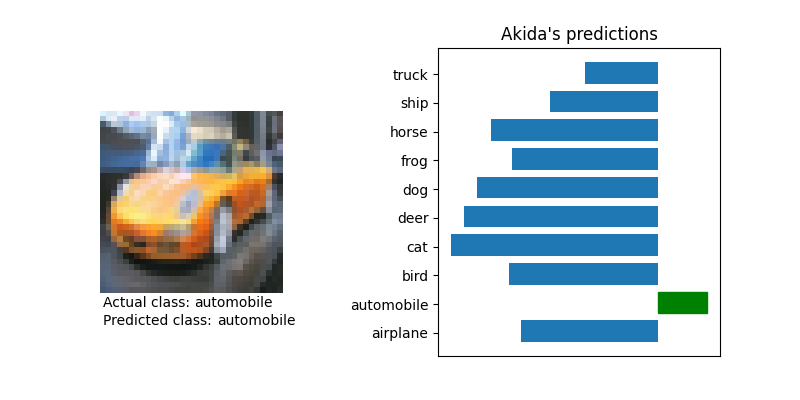 Akida's predictions
truck
ship
horse
frog
dog
deer
cat
bird
automobile
airplane
Actual class: automobile
Predicted class: automobile